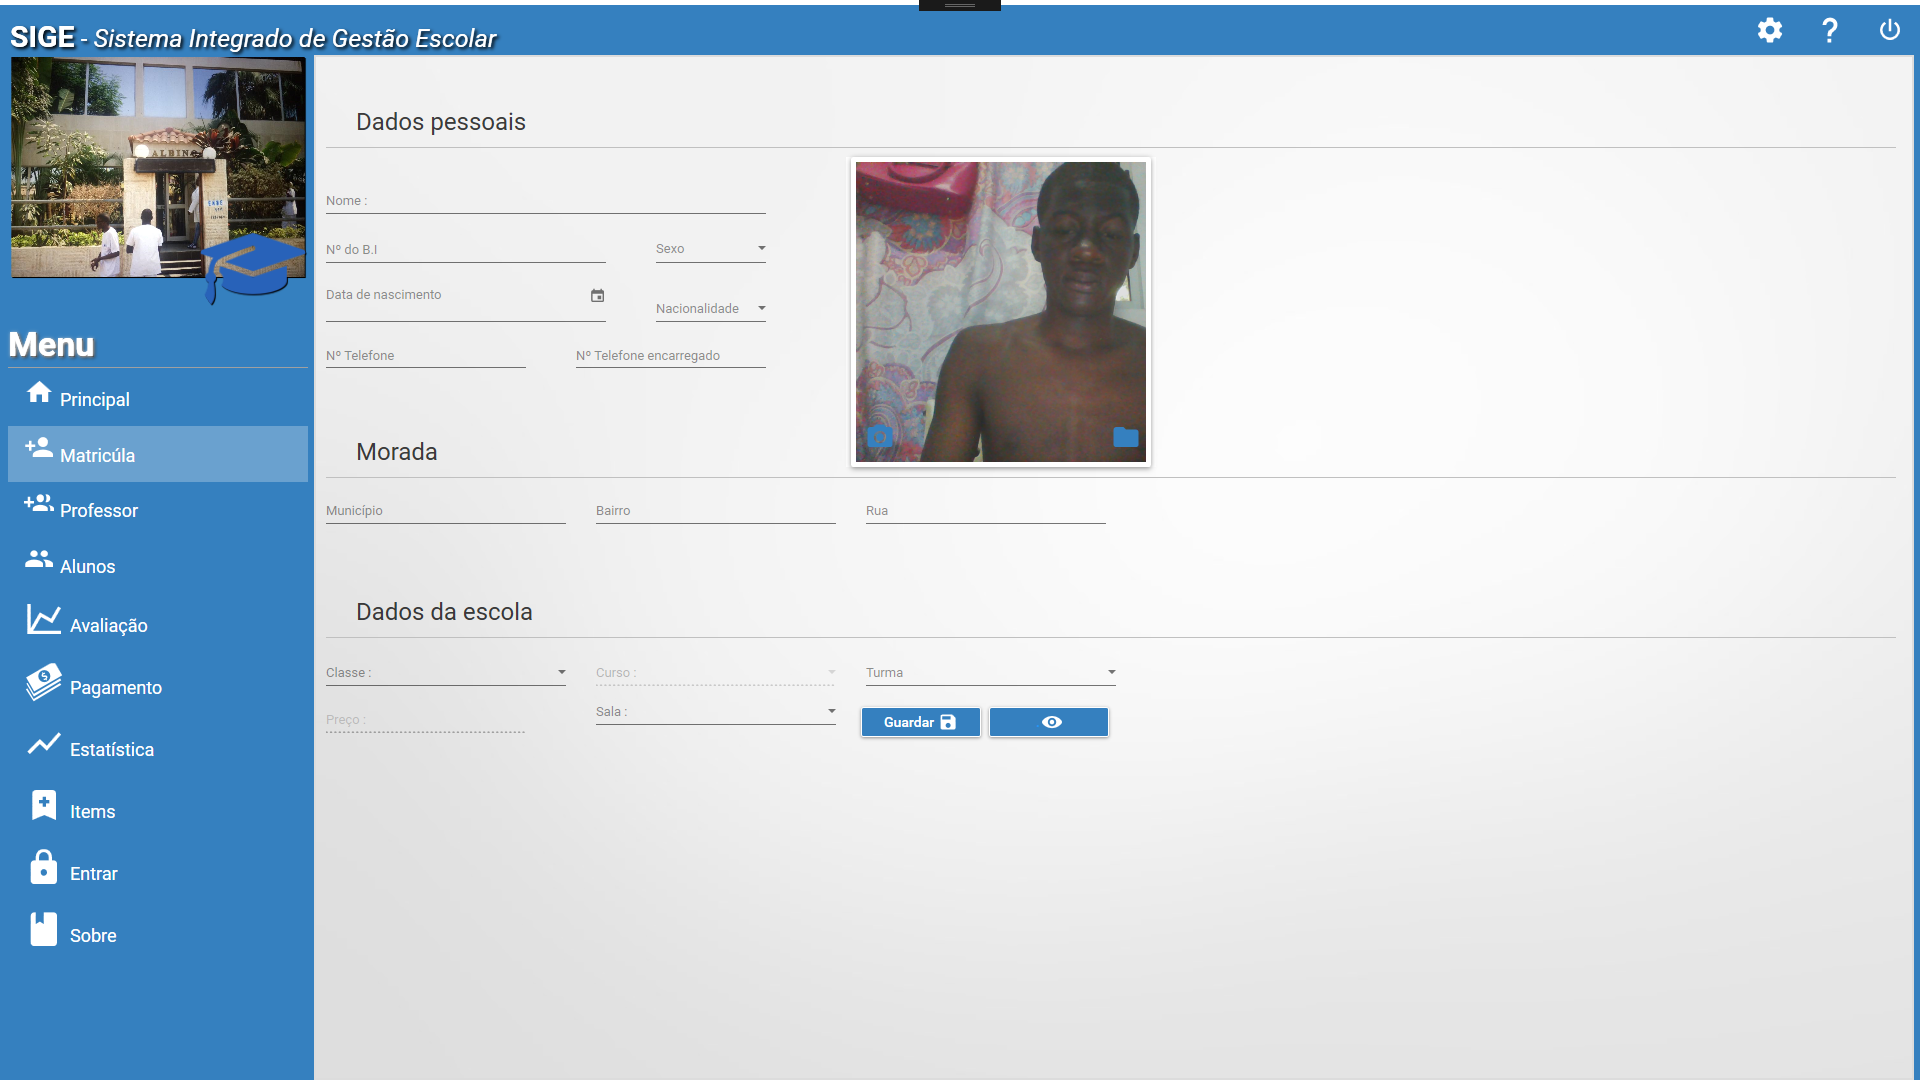 SIGE - Sistema Integrado de Gestão Escolar
ALBINO
Menu
Principal
Matricúla
Professor
Alunos
Avaliação
Pagamento
Estatística
Items
Entrar
Sobre
Dados pessoais
Nome :
Nº do B.I
Sexo
Data de nascimento
Nacionalidade
Nº Telefone
Nº Telefone encarregado
Morada
Município
Bairro
Rua
Dados da escola
Classe :
Curso :
Turma
Preço :
Sala :
Guardar